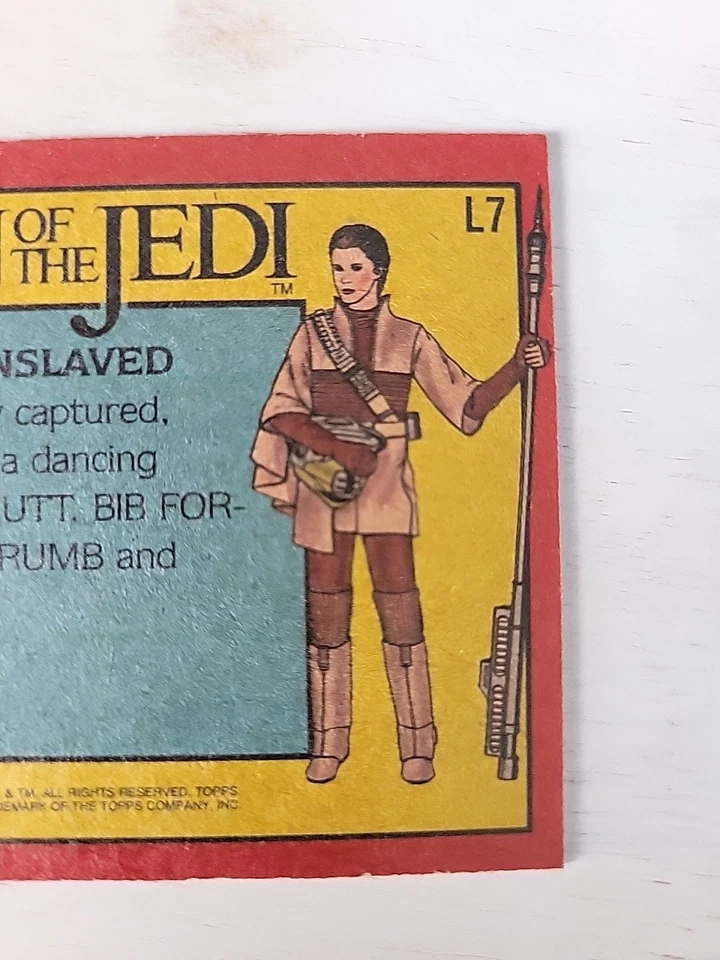 L7
OF
THE JEDI
TM
NSLAVED
captured,
a dancing
UTT. BIB FOR-
RUMB and
& TM. ALL RIGHTS RESERVED. TOPPS
DEMARK OF THE TOPPS COMPANY, INC.